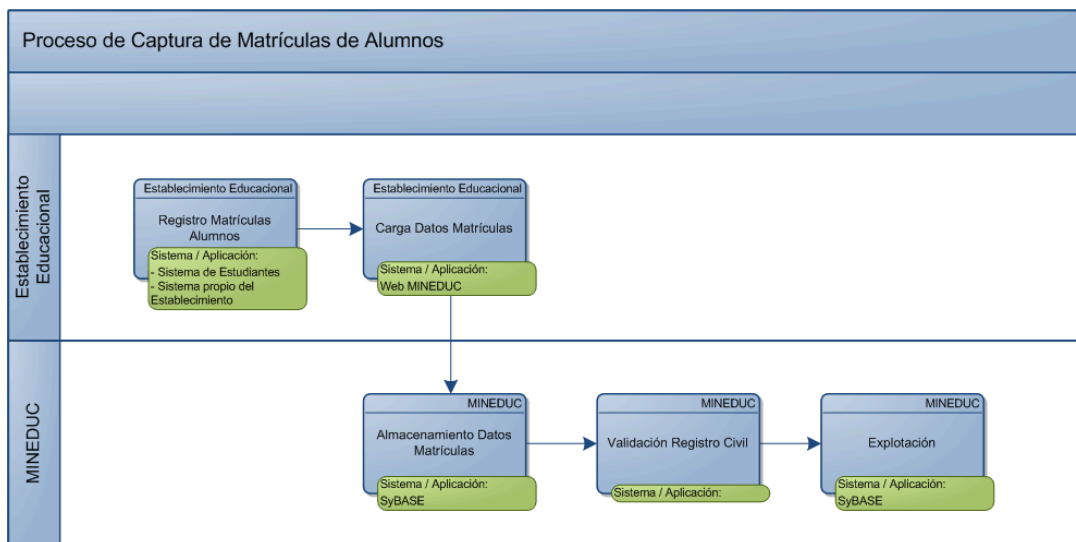 Proceso de Captura de Matrículas de Alumnos
Establecimiento
Educacional
Establecimiento Educacional
Registro Matrículas
Alumnos
Sistema / Aplicación:
- Sistema de Estudiantes
- Sistema propio del
Establecimiento
Establecimiento Educacional
Carga Datos Matrículas
Sistema / Aplicación:
Web MINEDUC
MINEDUC
MINEDUC
Almacenamiento Datos
Matrículas
Sistema / Aplicación:
SyBASE
MINEDUC
Validación Registro Civil
Sistema / Aplicación:
MINEDUC
Explotación
Sistema / Aplicación:
SyBASE